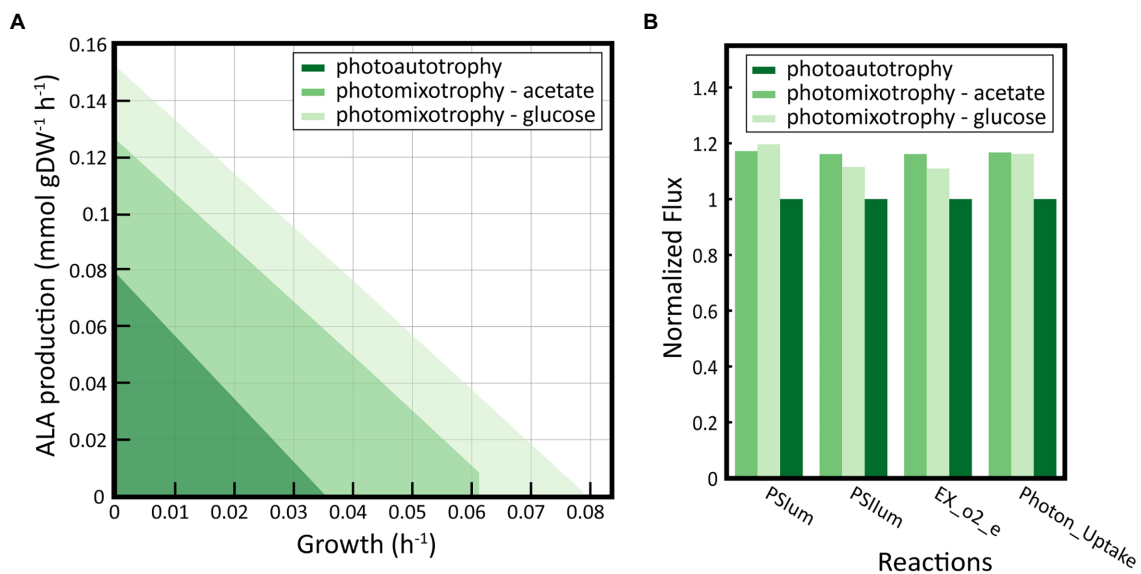 A
ALA production (mmol gDW⁻¹ h⁻¹)
0.16
0.14
0.12
0.1
0.08
0.06
0.04
0.02
0
photoautotrophy
photomixotrophy - acetate
photomixotrophy - glucose
0 0.01 0.02 0.03 0.04 0.05 0.06 0.07 0.08
Growth (h⁻¹)
B
Normalized Flux
1.4
1.2
1
0.8
0.6
0.4
0.2
0
photoautotrophy
photomixotrophy - acetate
photomixotrophy - glucose
PSIum PSIIum EX_o2_e Photon_Uptake
Reactions